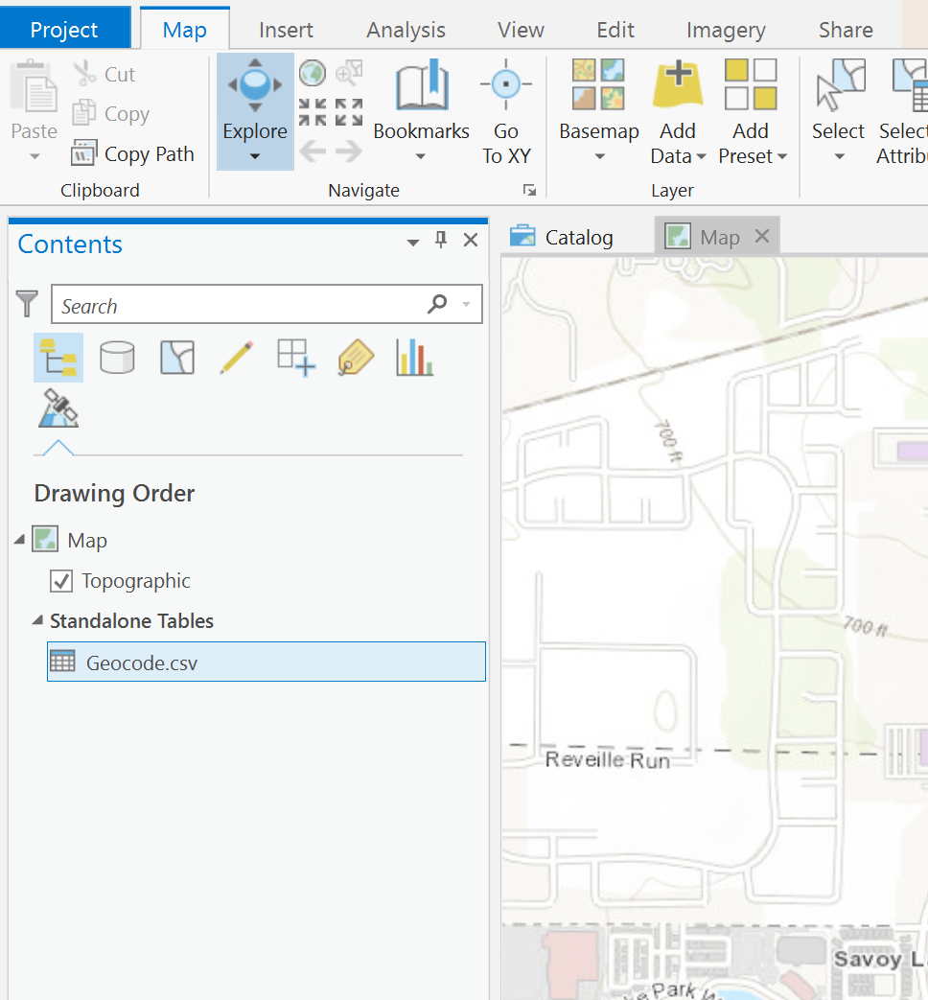 Project Map Insert Analysis View Edit Imagery Share
Paste
Cut
Copy
Copy Path
Clipboard
Explore
Bookmarks
Go
To XY
Navigate
Basemap
Add
Data
Add
Preset
Layer
Select
Select
Attrib
Contents
Search
Drawing Order
Map
Topographic
Standalone Tables
Geocode.csv
Catalog
Map
700 ft
700 ft
Reveille Run
Savoy L
Park